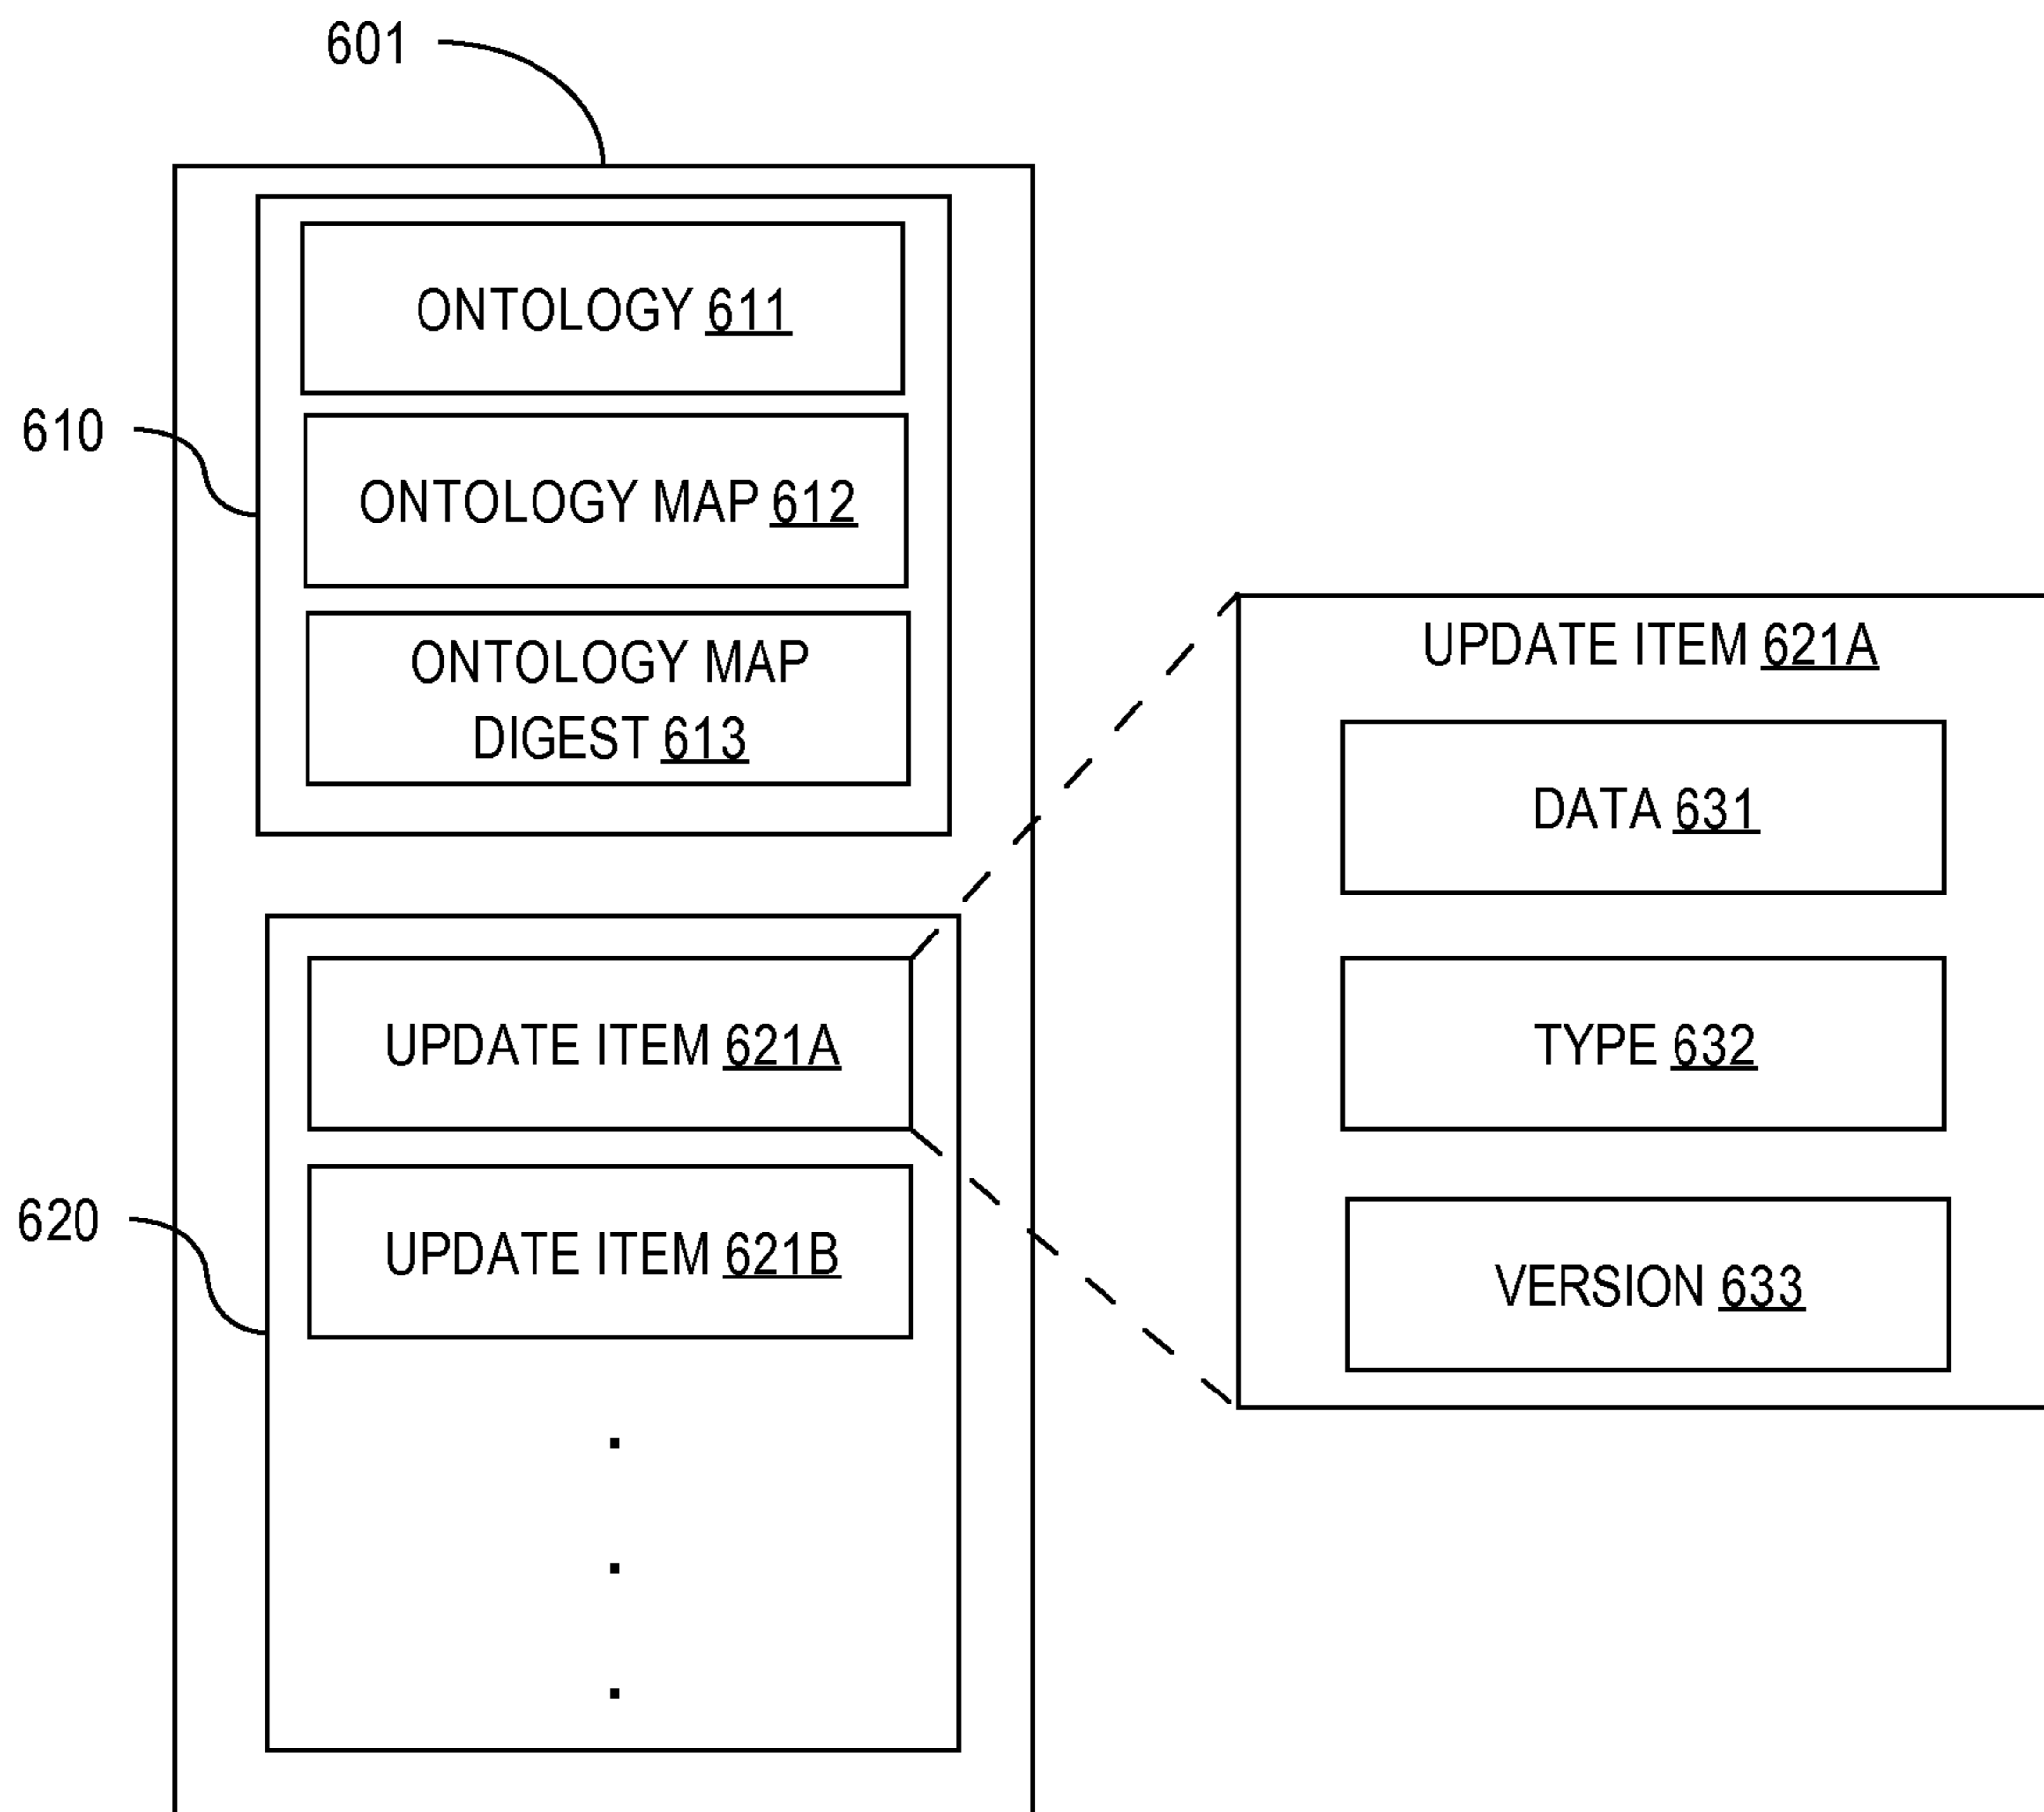 601
ONTOLOGY 611
610
ONTOLOGY MAP 612
ONTOLOGY MAP
DIGEST 613
UPDATE ITEM 621A
DATA 631
UPDATE ITEM 621A
TYPE 632
620
UPDATE ITEM 621B
VERSION 633